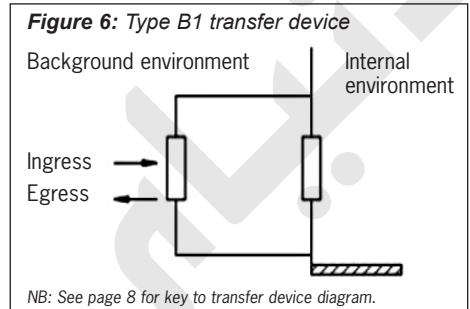 Figure 6: Type B1 transfer device
Background environment
Internal
environment
Ingress
Egress
NB: See page 8 for key to transfer device diagram.